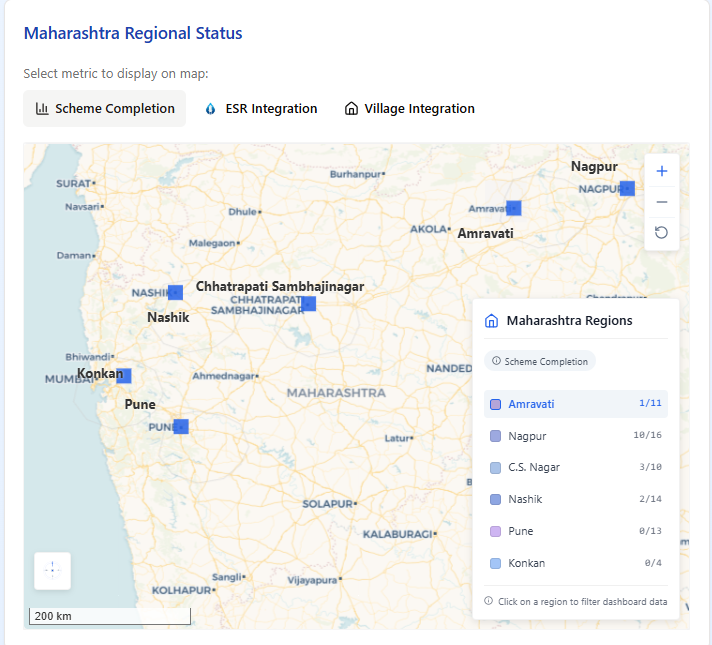 Maharashtra Regional Status
Select metric to display on map:
Scheme Completion
ESR Integration
Village Integration
Nagpur
Burhanpur
NAGPUR
SURAT
Navsari
Dhule
Amravati
AKOLA
Amravati
Malegaon
Daman
Chhatrapati Sambhajinagar
NASHIK
CHHATRAPATI
SAMBHAJINAGAR
Nashik
Bhiwandi
Konkan
MUMBAI
Ahmednagar
NANDED
MAHARASHTRA
Pune
PUNE
Latur
SOLAPUR
KALABURAGI
Sangli
Vijayapura
KOLHAPUR
200 km
+
−
Maharashtra Regions
Scheme Completion
Amravati 1/11
Nagpur 10/16
C.S. Nagar 3/10
Nashik 2/14
Pune 0/13
Konkan 0/4
Click on a region to filter dashboard data